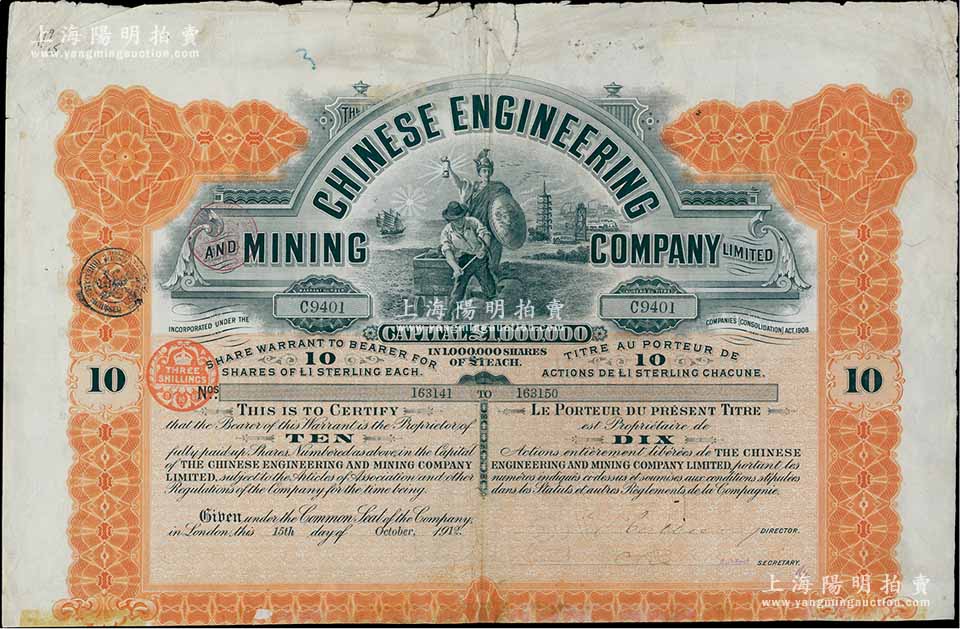 上海陽明拍賣
www.yangmingauction.com
THE
CHINESE ENGINEERING
AND MINING COMPANY LIMITED
C9401
C9401
INCORPORATED UNDER THE COMPANIES (CONSOLIDATION) ACT, 1908
上海陽明拍賣
www.yangmingauction.com
CAPITAL £1,000,000
IN 1,000,000 SHARES
OF £1 EACH.
SHARE WARRANT TO BEARER FOR
10
SHARES OF £1 STERLING EACH.
TITRE AU PORTEUR DE
10
ACTIONS DE £1 STERLING CHACUNE.
THREE
SHILLINGS
10
10
Nos. 163141 TO 163150
THIS IS TO CERTIFY
that the Bearer of this Warrant is the Proprietor of
TEN
fully paid up Shares Numbered as above in the Capital
of THE CHINESE ENGINEERING AND MINING COMPANY
LIMITED, subject to the Articles of Association and other
Regulations of the Company for the time being.
LE PORTEUR DU PRÉSENT TITRE
est Propriétaire de
DIX
Actions entièrement libérées de THE CHINESE
ENGINEERING AND MINING COMPANY LIMITED, portant les
numéros indiqués ci-dessus et soumises aux conditions stipulées
dans les Statuts et autres Règlements de la Compagnie.
Given under the Common Seal of the Company,
in London, this 15th day of October, 1912.
DIRECTOR.
SECRETARY.
上海陽明拍賣
www.yangmingauction.com